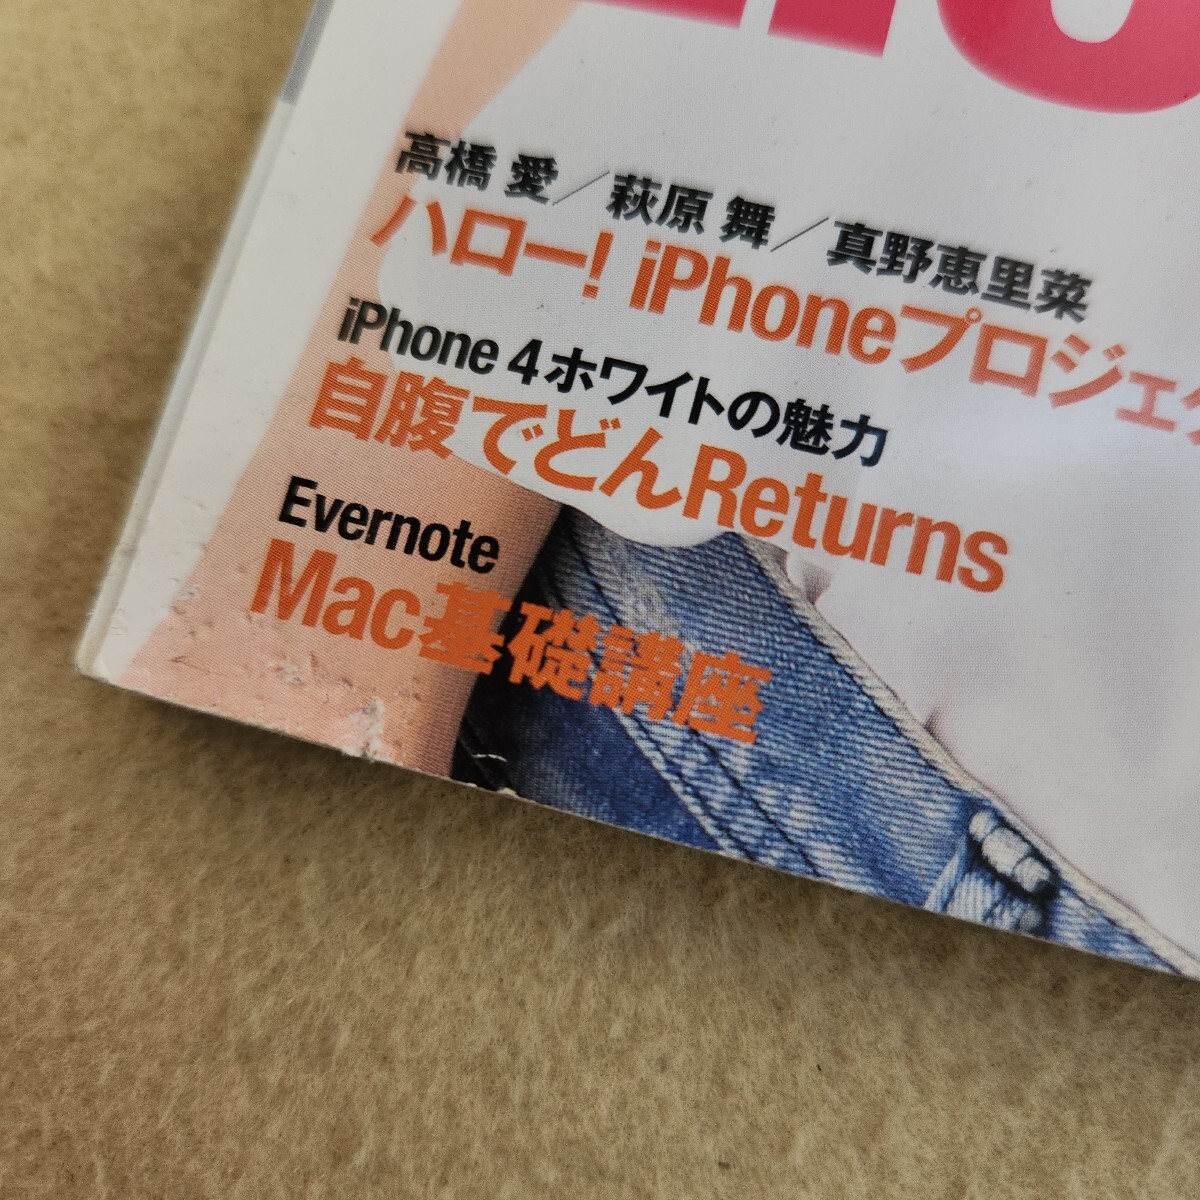 高橋 愛／萩原 舞／真野恵里菜
ハロー! iPhoneプロジェク
iPhone 4ホワイトの魅力
自腹でどんReturns
Evernote
Mac基礎講座